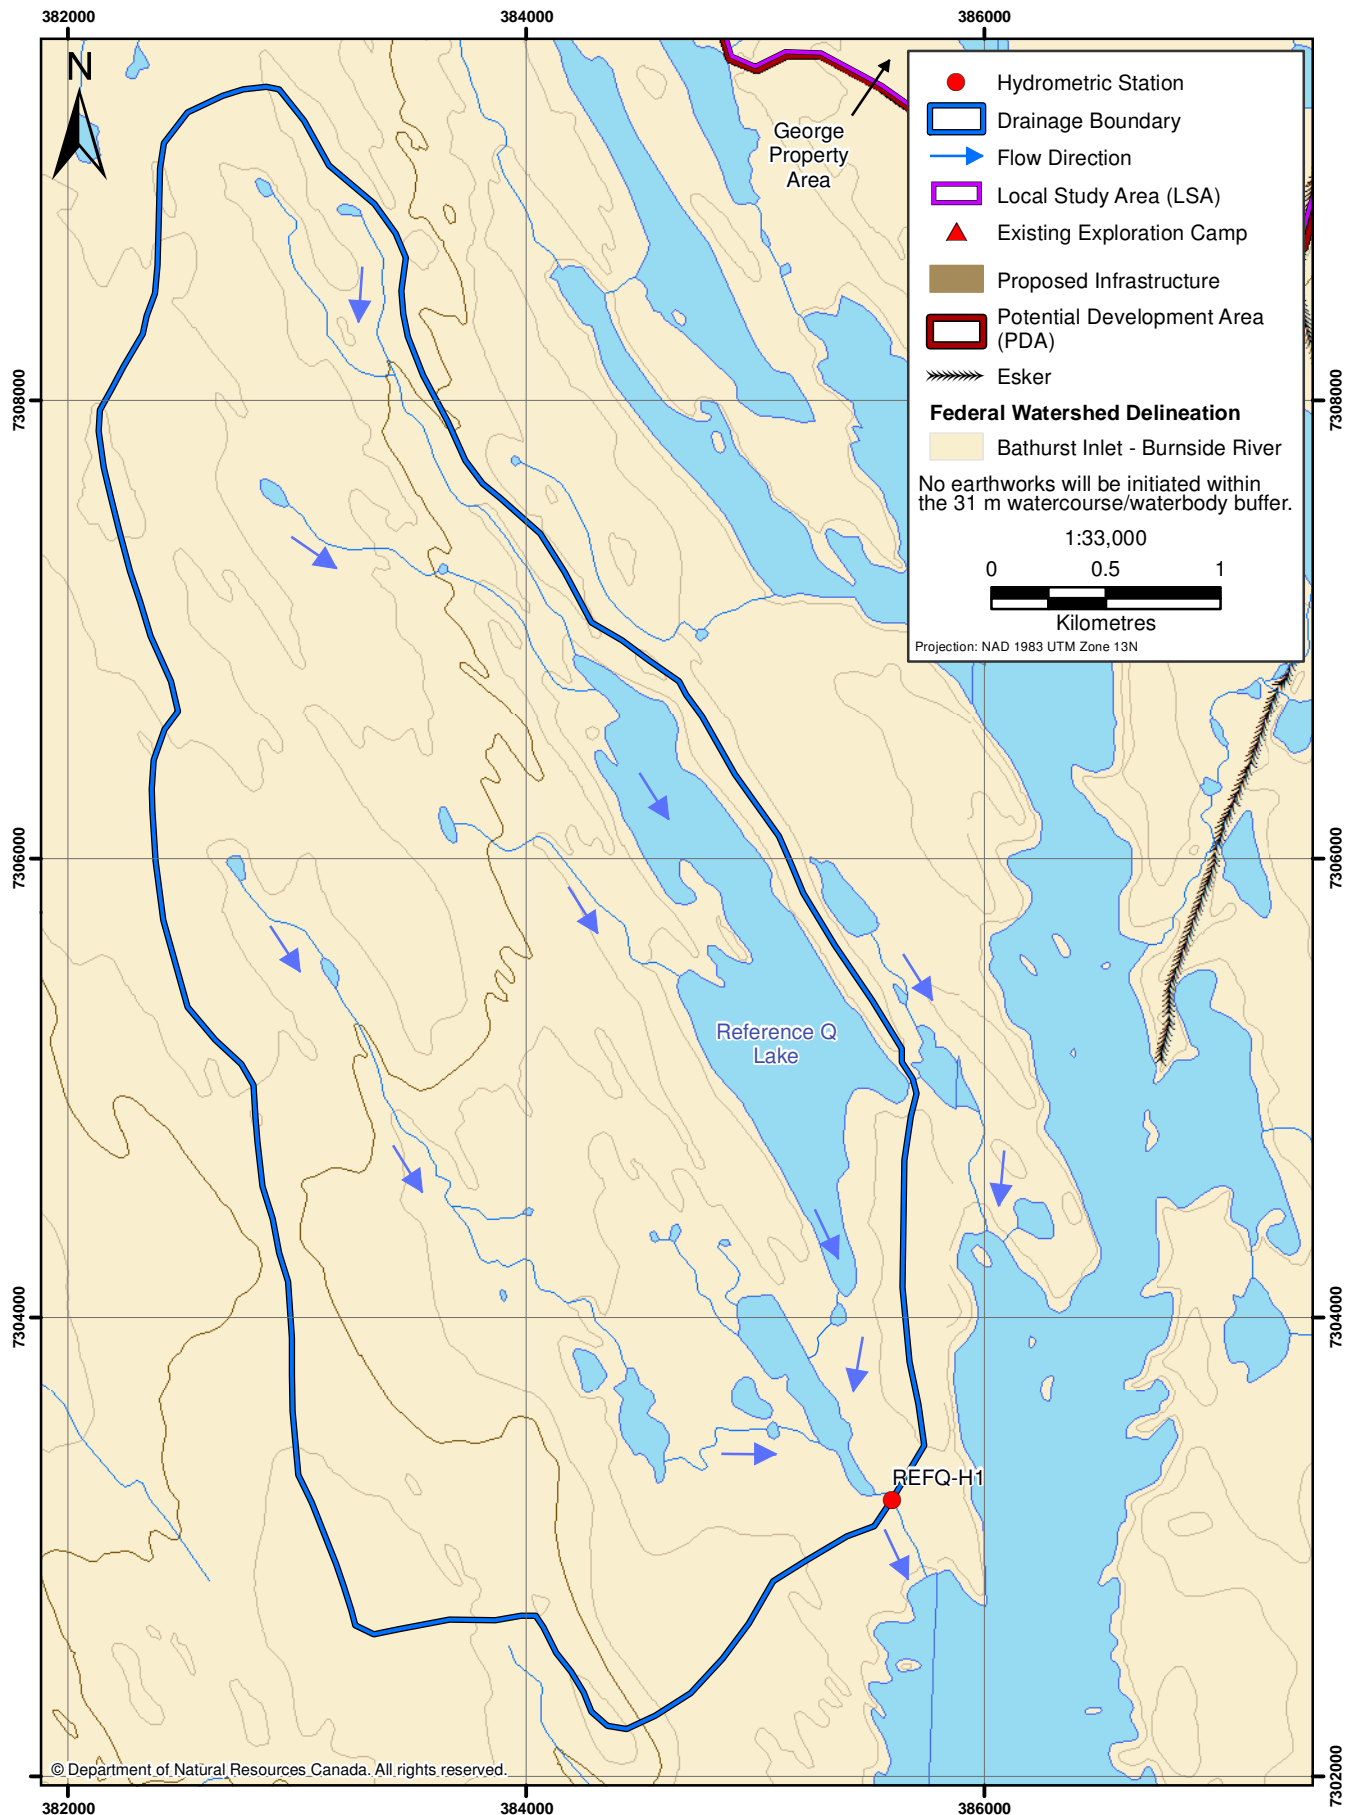 382000
384000
386000
N
George
Property
Area
Hydrometric Station
Drainage Boundary
Flow Direction
Local Study Area (LSA)
Existing Exploration Camp
Proposed Infrastructure
Potential Development Area
(PDA)
Esker
Federal Watershed Delineation
Bathurst Inlet - Burnside River
No earthworks will be initiated within
the 31 m watercourse/waterbody buffer.
1:33,000
0 0.5 1
Kilometres
Projection: NAD 1983 UTM Zone 13N
7308000
7308000
7306000
7306000
Reference Q
Lake
7304000
7304000
REFQ-H1
7302000
© Department of Natural Resources Canada. All rights reserved.
382000
384000
386000